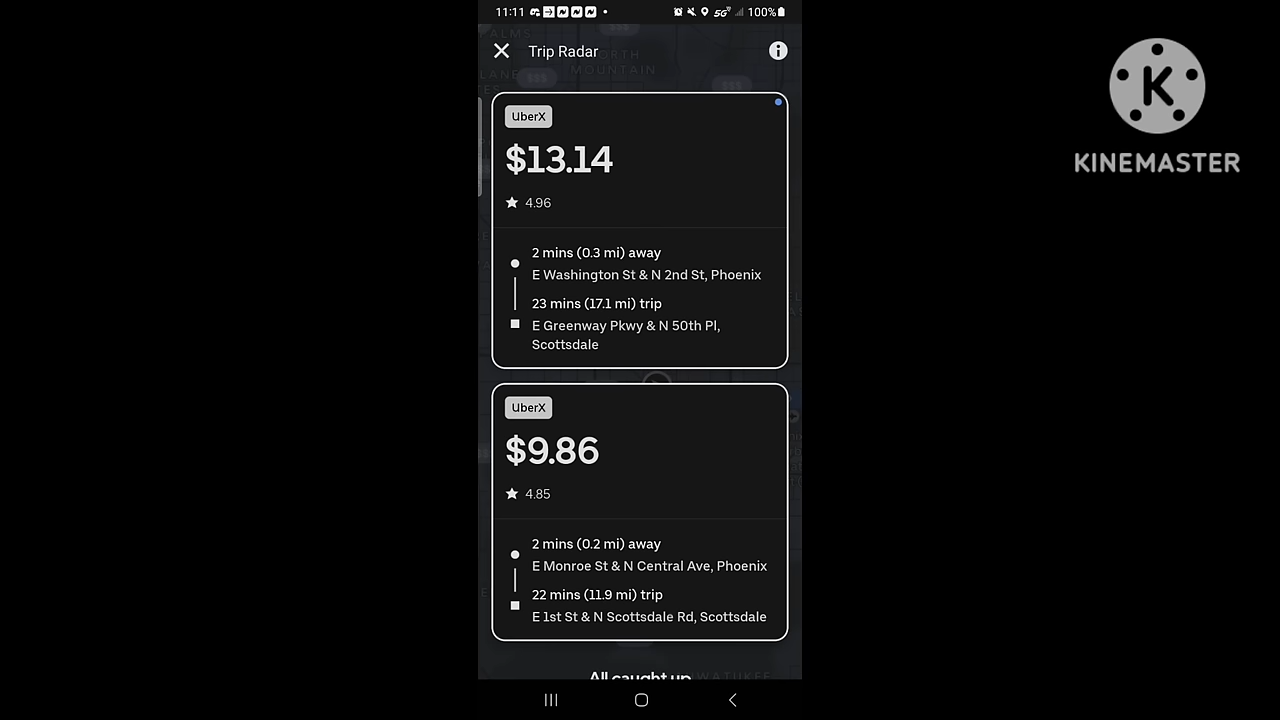 11:11
5G
100%
Trip Radar
NORTH
MOUNTAIN
UberX
$13.14
4.96
2 mins (0.3 mi) away
E Washington St & N 2nd St, Phoenix
23 mins (17.1 mi) trip
E Greenway Pkwy & N 50th Pl,
Scottsdale
UberX
$9.86
4.85
2 mins (0.2 mi) away
E Monroe St & N Central Ave, Phoenix
22 mins (11.9 mi) trip
E 1st St & N Scottsdale Rd, Scottsdale
All caught up
K
KINEMASTER